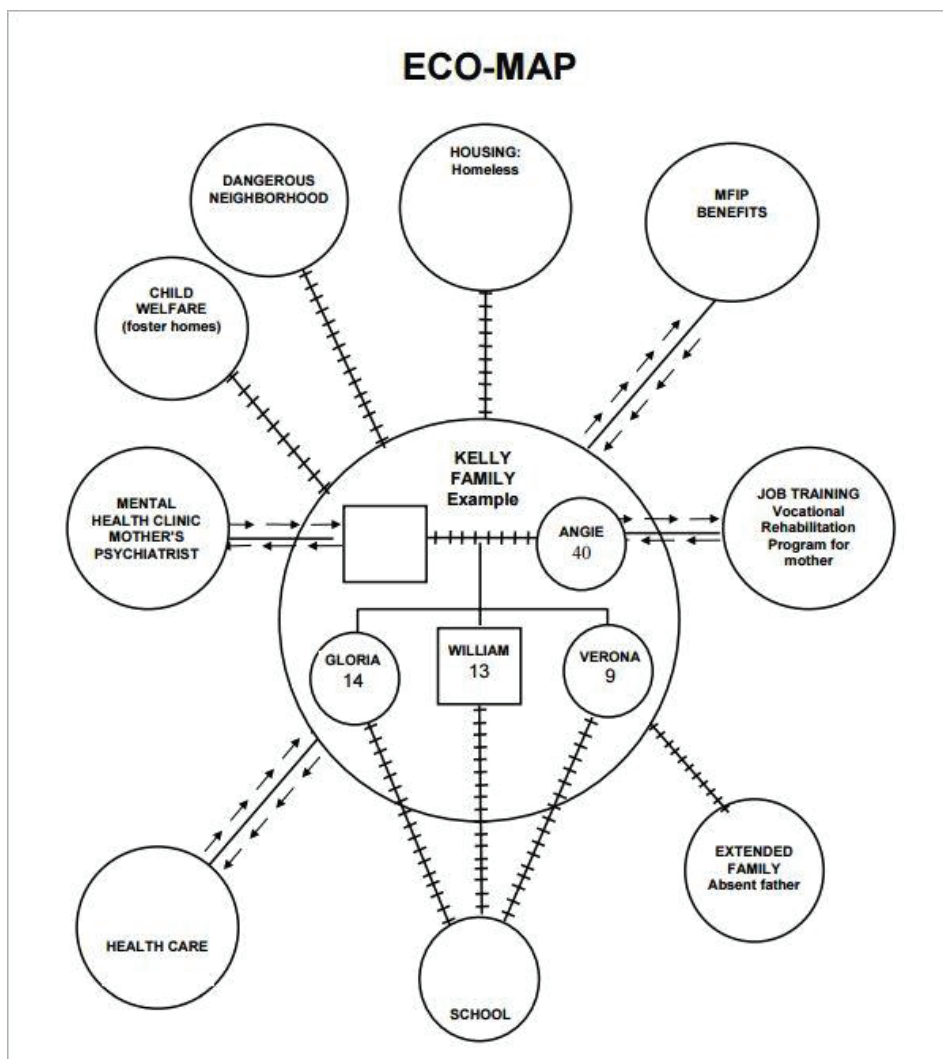 ECO-MAP
HOUSING:
Homeless
DANGEROUS
NEIGHBORHOOD
MFIP
BENEFITS
CHILD
WELFARE
(foster homes)
KELLY
FAMILY
Example
MENTAL
HEALTH CLINIC
MOTHER'S
PSYCHIATRIST
ANGIE
40
JOB TRAINING
Vocational
Rehabilitation
Program for
mother
GLORIA
14
WILLIAM
13
VERONA
9
EXTENDED
FAMILY
Absent father
HEALTH CARE
SCHOOL